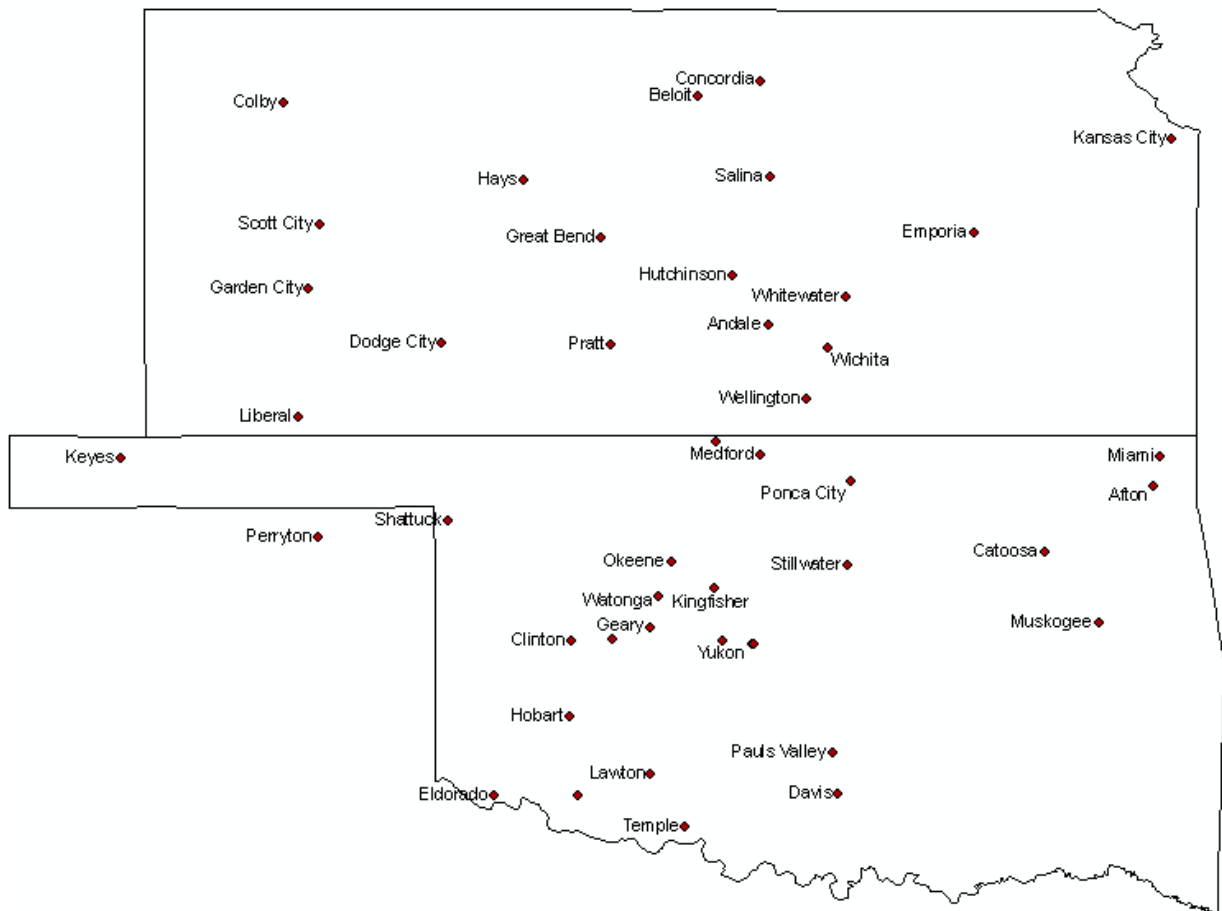 Concordia
Beloit
Colby
Kansas City
Hays
Salina
Scott City
Great Bend
Emporia
Hutchinson
Garden City
Whitewater
Andale
Dodge City
Pratt
Wichita
Wellington
Liberal
Keyes
Medford
Miami
Ponca City
Afton
Shattuck
Perryton
Catoosa
Okeene
Stillwater
Watonga
Kingfisher
Geary
Muskogee
Clinton
Yukon
Hobart
Pauls Valley
Lawton
Eldorado
Davis
Temple